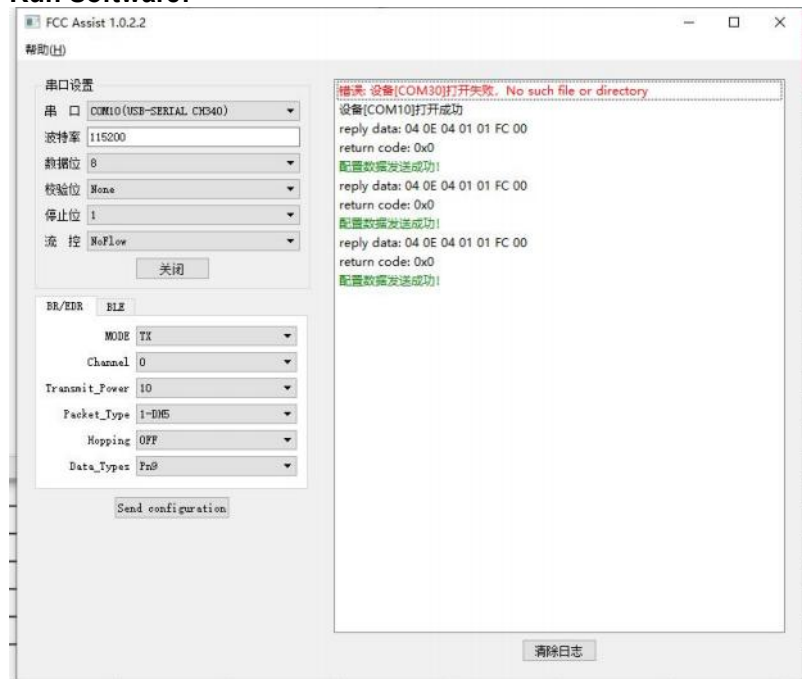 FCC Assist 1.0.2.2
帮助(H)
串口设置
串 口 COM10(USB-SERIAL CH340)
波特率 115200
数据位 8
校验位 None
停止位 1
流 控 NoFlow
关闭
BR/EDR BLE
MODE TX
Channel 0
Transmit_Power 10
Packet_Type 1-DH5
Hopping OFF
Data_Types Pn9
Send configuration
错误: 设备[COM30]打开失败。No such file or directory
设备[COM10]打开成功
reply data: 04 0E 04 01 01 FC 00
return code: 0x0
配置数据发送成功!
reply data: 04 0E 04 01 01 FC 00
return code: 0x0
配置数据发送成功!
reply data: 04 0E 04 01 01 FC 00
return code: 0x0
配置数据发送成功!
清除日志